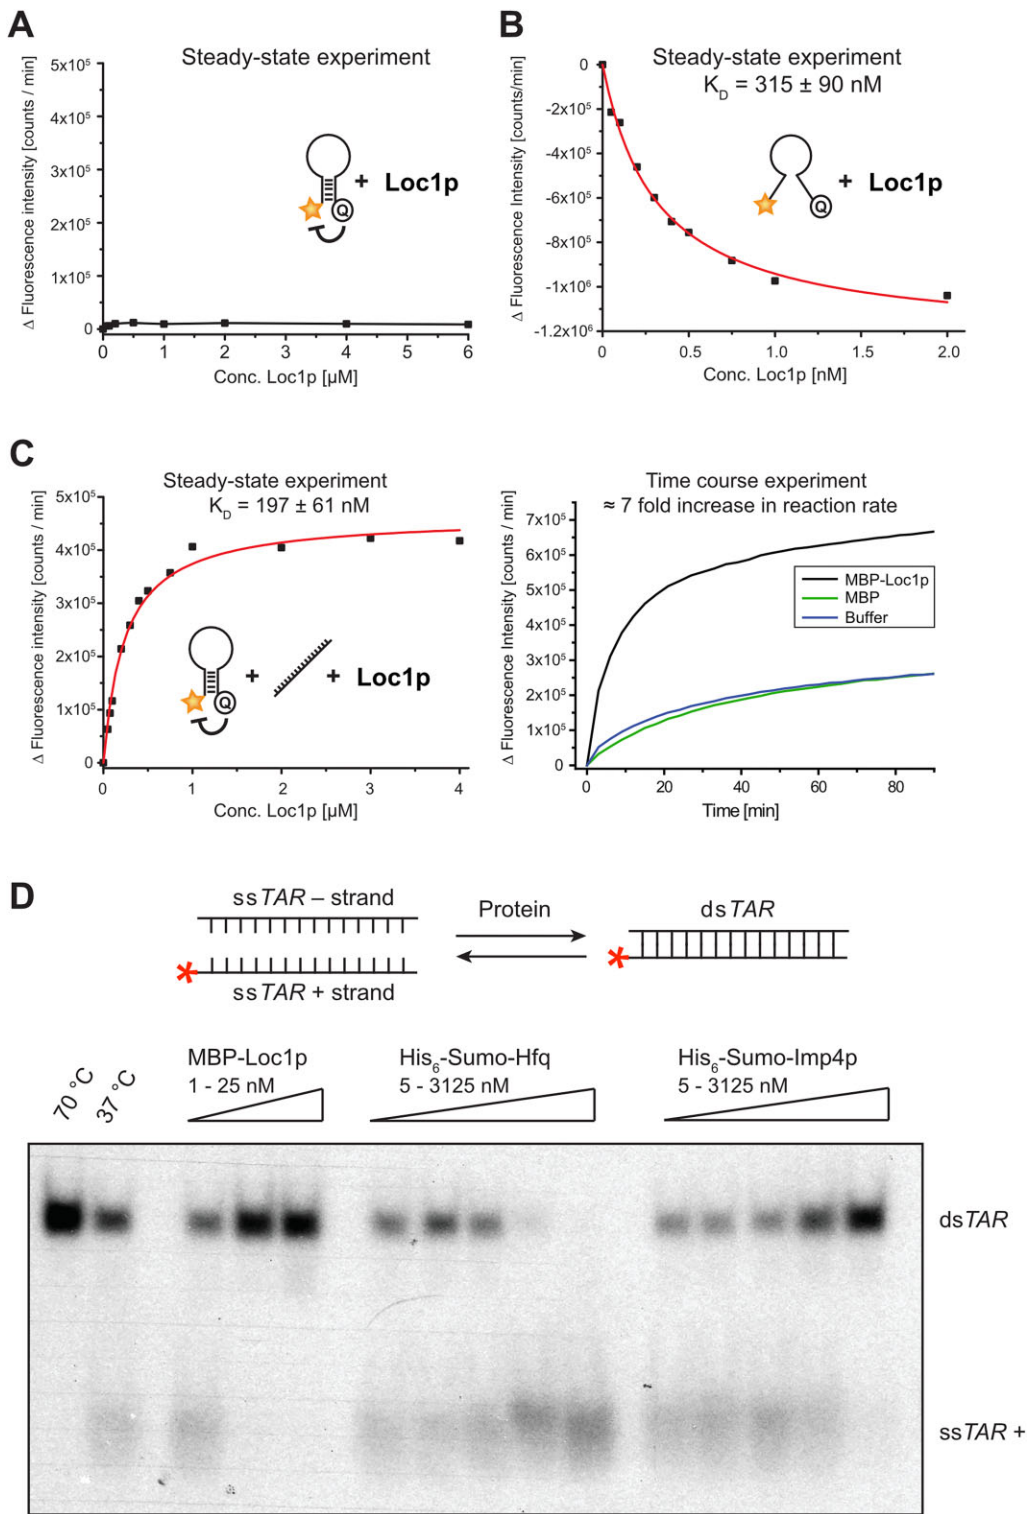 A
Steady-state experiment
Δ Fluorescence intensity [counts / min]
5x10⁵
4x10⁵
3x10⁵
2x10⁵
1x10⁵
0
Q
+ Loc1p
0 1 2 3 4 5 6
Conc. Loc1p [µM]
B
Steady-state experiment
K_D = 315 ± 90 nM
Δ Fluorescence Intensity [counts/min]
0
-2x10⁵
-4x10⁵
-6x10⁵
-8x10⁵
-1x10⁶
-1.2x10⁶
Q
+ Loc1p
0 0.5 1.0 1.5 2.0
Conc. Loc1p [nM]
C
Steady-state experiment
K_D = 197 ± 61 nM
Δ Fluorescence intensity [counts / min]
5x10⁵
4x10⁵
3x10⁵
2x10⁵
1x10⁵
0
Q
+ + Loc1p
0 1 2 3 4
Conc. Loc1p [µM]
Time course experiment
≈ 7 fold increase in reaction rate
Δ Fluorescence Intensity [counts / min]
7x10⁵
6x10⁵
5x10⁵
4x10⁵
3x10⁵
2x10⁵
1x10⁵
0
MBP-Loc1p
MBP
Buffer
0 20 40 60 80
Time [min]
D
ssTAR – strand
Protein
dsTAR
ssTAR + strand
70 °C
37 °C
MBP-Loc1p
1 - 25 nM
His₆-Sumo-Hfq
5 - 3125 nM
His₆-Sumo-Imp4p
5 - 3125 nM
dsTAR
ssTAR +